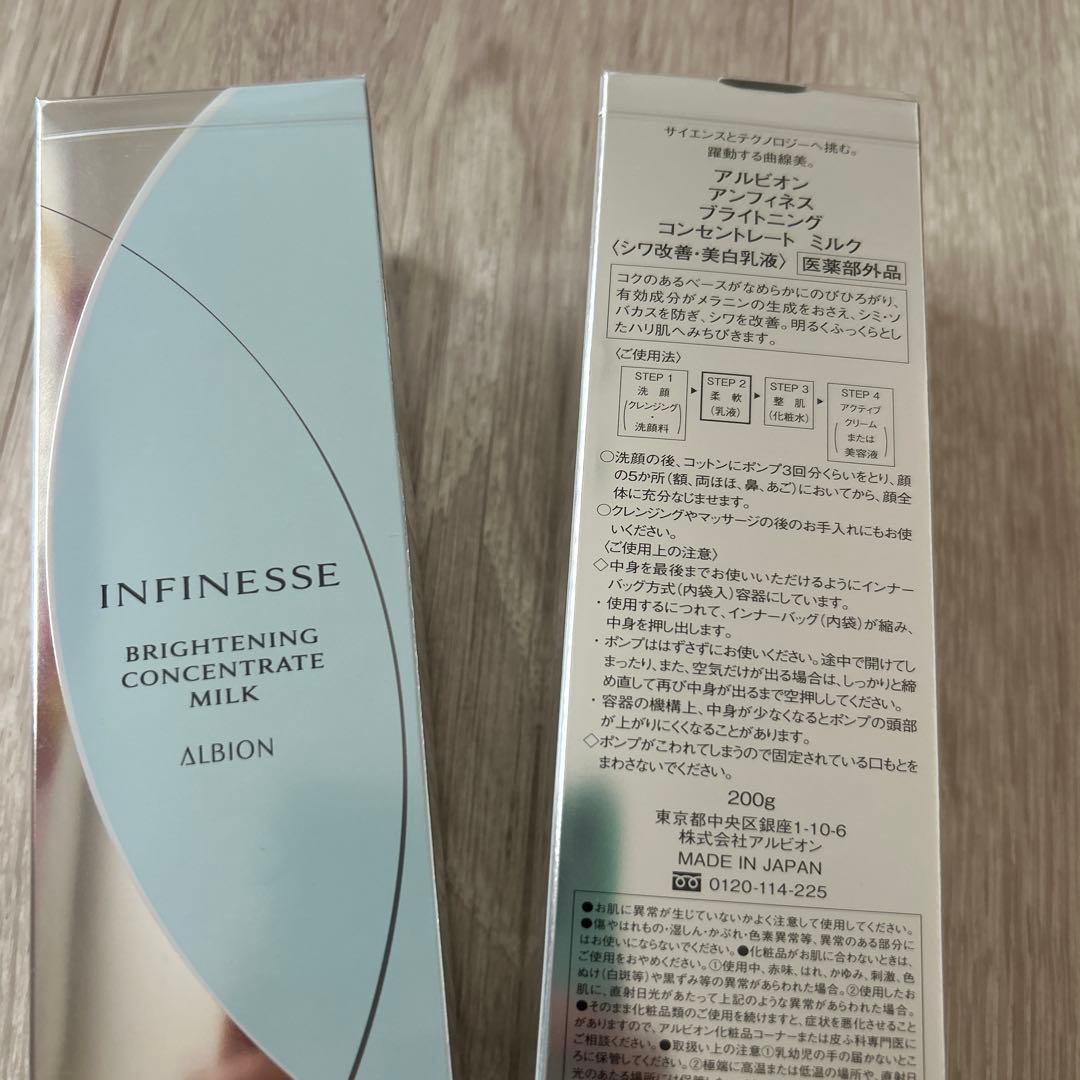 INFINESSE
BRIGHTENING
CONCENTRATE
MILK
ALBION
サイエンスとテクノロジーへ挑む。
躍動する曲線美。
アルビオン
アンフィネス
ブライトニング
コンセントレート ミルク
〈シワ改善・美白乳液〉 医薬部外品
コクのあるベースがなめらかにのびひろがり、
有効成分がメラニンの生成をおさえ、シミ・ソ
バカスを防ぎ、シワを改善。明るくふっくらとし
たハリ肌へみちびきます。
〈ご使用法〉
STEP 1
洗 顔
(クレンジング
・
洗顔料)
▶
STEP 2
柔 軟
(乳液)
▶
STEP 3
整 肌
(化粧水)
▶
STEP 4
アクティブ
(クリーム
または
美容液)
○洗顔の後、コットンにポンプ3回分くらいをとり、顔
の5か所(額、両ほほ、鼻、あご)においてから、顔全
体に充分なじませます。
○クレンジングやマッサージの後のお手入れにもお使
いください。
〈ご使用上の注意〉
◇中身を最後までお使いいただけるようにインナー
バッグ方式(内袋入)容器にしています。
・使用するにつれて、インナーバッグ(内袋)が縮み、
中身を押し出します。
・ポンプははずさずにお使いください。途中で開けてし
まったり、また、空気だけが出る場合は、しっかりと締
め直して再び中身が出るまで空押ししてください。
・容器の機構上、中身が少なくなるとポンプの頭部
が上がりにくくなることがあります。
◇ポンプがこわれてしまうので固定されている口もとを
まわさないでください。
200g
東京都中央区銀座1-10-6
株式会社アルビオン
MADE IN JAPAN
0120-114-225
●お肌に異常が生じていないかよく注意して使用してください。
●傷やはれもの・湿しん・かぶれ・色素異常等、異常のある部分に
はお使いにならないでください。●化粧品がお肌に合わないときは、
ご使用をおやめください。①使用中、赤味、はれ、かゆみ、刺激、色
ぬけ(白斑等)や黒ずみ等の異常があらわれた場合。②使用したお
肌に、直射日光があたって上記のような異常があらわれた場合。
●そのまま化粧品類のご使用を続けますと、症状を悪化させること
がありますので、アルビオン化粧品コーナーまたは皮ふ科専門医に
ご相談ください。●取扱い上の注意①乳幼児の手の届かないとこ
ろに保管してください。②極端に高温または低温の場所や、直射日
光のあたる場所には保管し